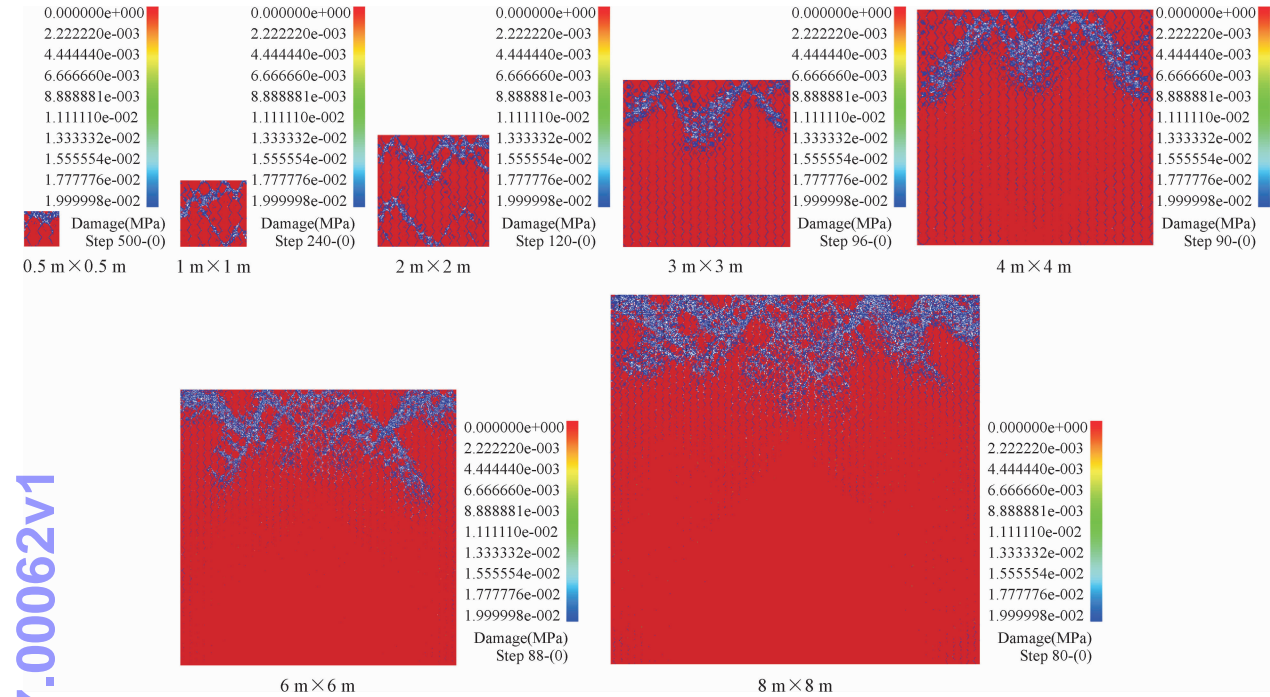 0.000000e+000
2.222220e-003
4.444440e-003
6.666660e-003
8.888881e-003
1.111110e-002
1.333332e-002
1.555554e-002
1.777776e-002
1.999998e-002
Damage(MPa)
Step 500-(0)
0.5 m×0.5 m
0.000000e+000
2.222220e-003
4.444440e-003
6.666660e-003
8.888881e-003
1.111110e-002
1.333332e-002
1.555554e-002
1.777776e-002
1.999998e-002
Damage(MPa)
Step 240-(0)
1 m×1 m
0.000000e+000
2.222220e-003
4.444440e-003
6.666660e-003
8.888881e-003
1.111110e-002
1.333332e-002
1.555554e-002
1.777776e-002
1.999998e-002
Damage(MPa)
Step 120-(0)
2 m×2 m
0.000000e+000
2.222220e-003
4.444440e-003
6.666660e-003
8.888881e-003
1.111110e-002
1.333332e-002
1.555554e-002
1.777776e-002
1.999998e-002
Damage(MPa)
Step 96-(0)
3 m×3 m
0.000000e+000
2.222220e-003
4.444440e-003
6.666660e-003
8.888881e-003
1.111110e-002
1.333332e-002
1.555554e-002
1.777776e-002
1.999998e-002
Damage(MPa)
Step 90-(0)
4 m×4 m
0.000000e+000
2.222220e-003
4.444440e-003
6.666660e-003
8.888881e-003
1.111110e-002
1.333332e-002
1.555554e-002
1.777776e-002
1.999998e-002
Damage(MPa)
Step 88-(0)
6 m×6 m
0.000000e+000
2.222220e-003
4.444440e-003
6.666660e-003
8.888881e-003
1.111110e-002
1.333332e-002
1.555554e-002
1.777776e-002
1.999998e-002
Damage(MPa)
Step 80-(0)
8 m×8 m
.00062v1